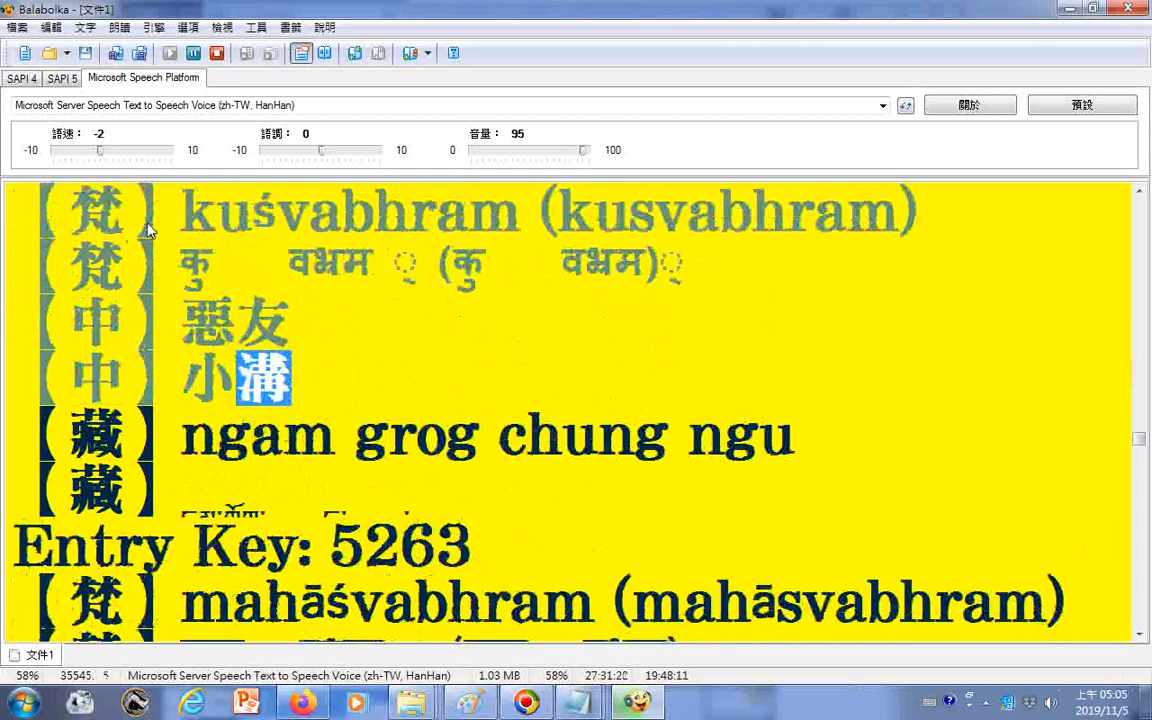 Balabolka - [文件1]
檔案 編輯 文字 朗讀 引擎 選項 檢視 工具 書籤 說明
SAPI 4 SAPI 5 Microsoft Speech Platform
Microsoft Server Speech Text to Speech Voice (zh-TW, HanHan) 關於 預設
語速： -2 語調： 0 音量： 95
-10 10 -10 10 0 100
【梵】 kuśvabhram (kusvabhram)
【梵】 कु वभ्रम ् (कु वभ्रम)्
【中】 惡友
【中】 小溝
【藏】 ngam grog chung ngu
【藏】
Entry Key: 5263
【梵】 mahāśvabhram (mahāsvabhram)
文件1
58% Microsoft Server Speech Text to Speech Voice (zh-TW, HanHan) 1.03 MB 58% 19:48:11
上午 05:05
2019/11/5